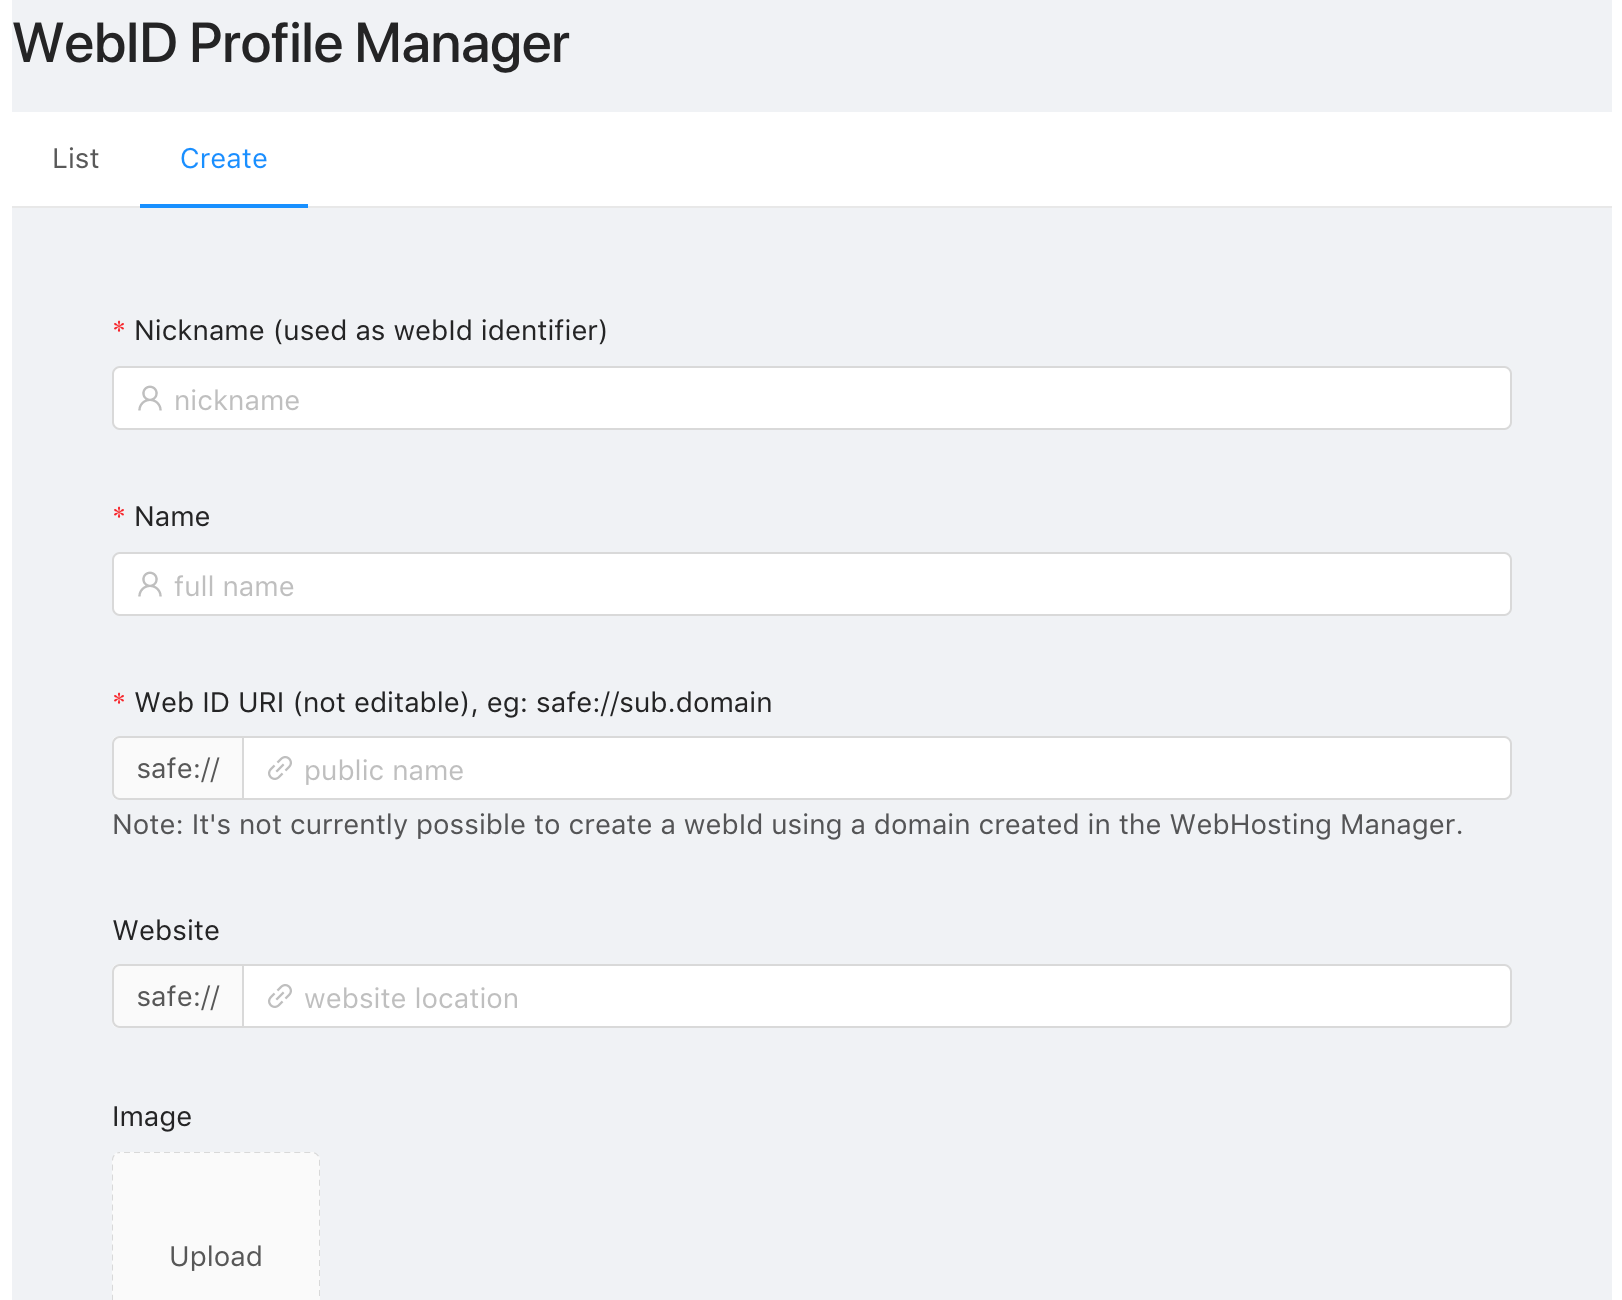 WebID Profile Manager
List Create
* Nickname (used as webId identifier)
nickname
* Name
full name
* Web ID URI (not editable), eg: safe://sub.domain
safe:// public name
Note: It's not currently possible to create a webId using a domain created in the WebHosting Manager.
Website
safe:// website location
Image
Upload